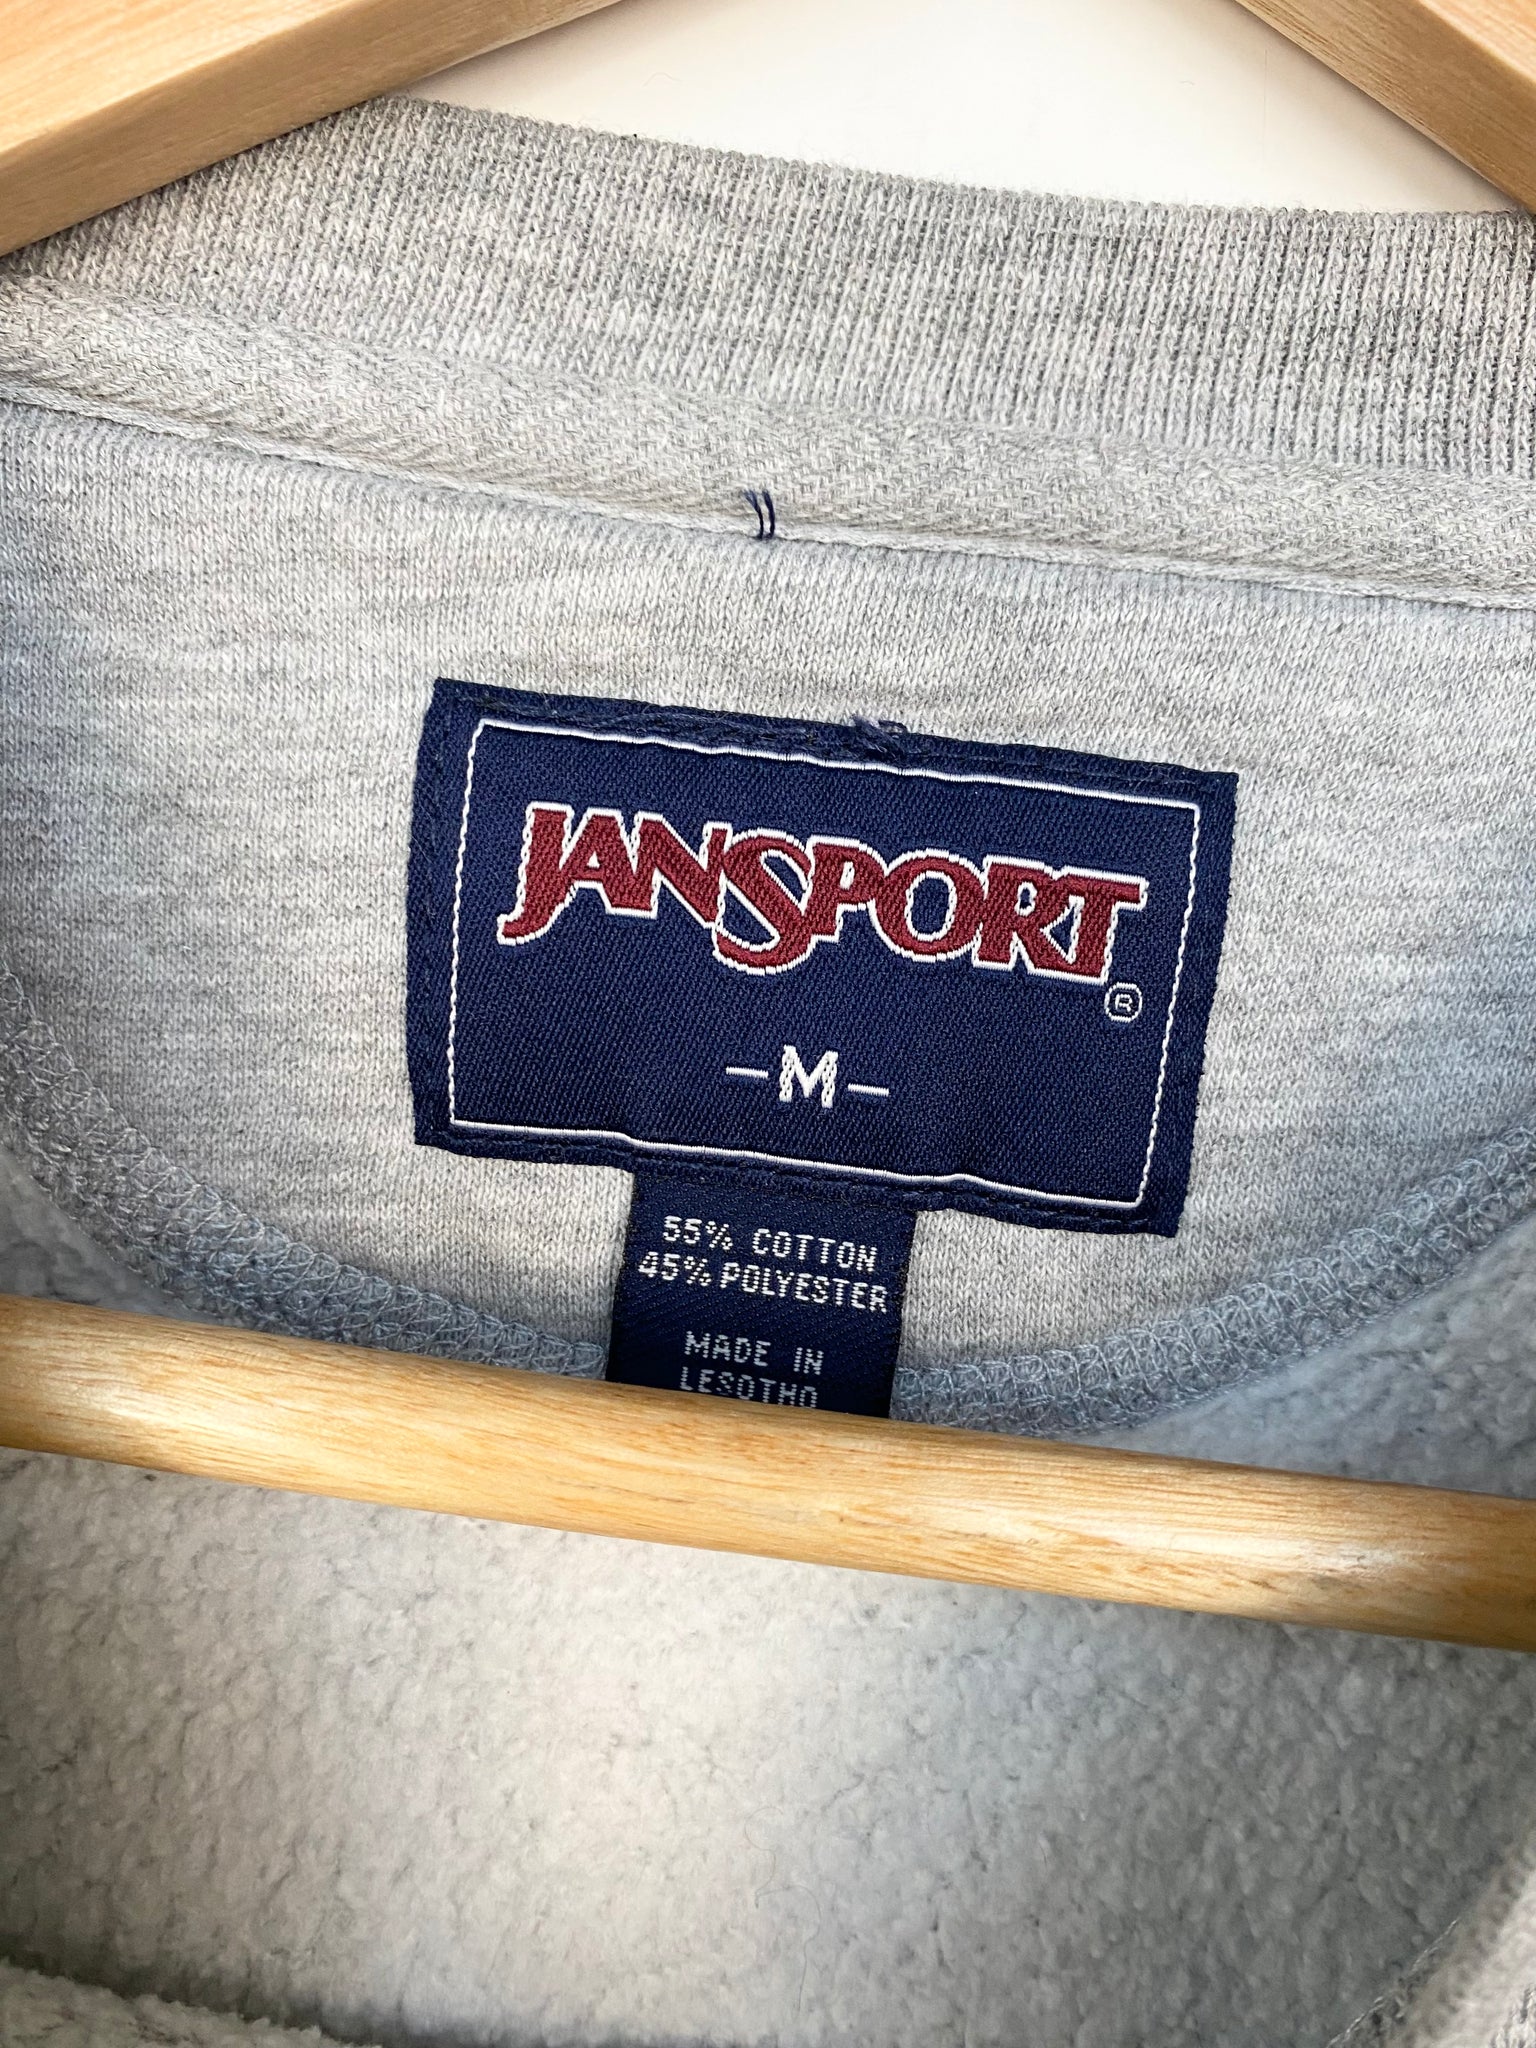 JANSPORT
®
-M-
55% COTTON
45% POLYESTER
MADE IN
LESOTHO